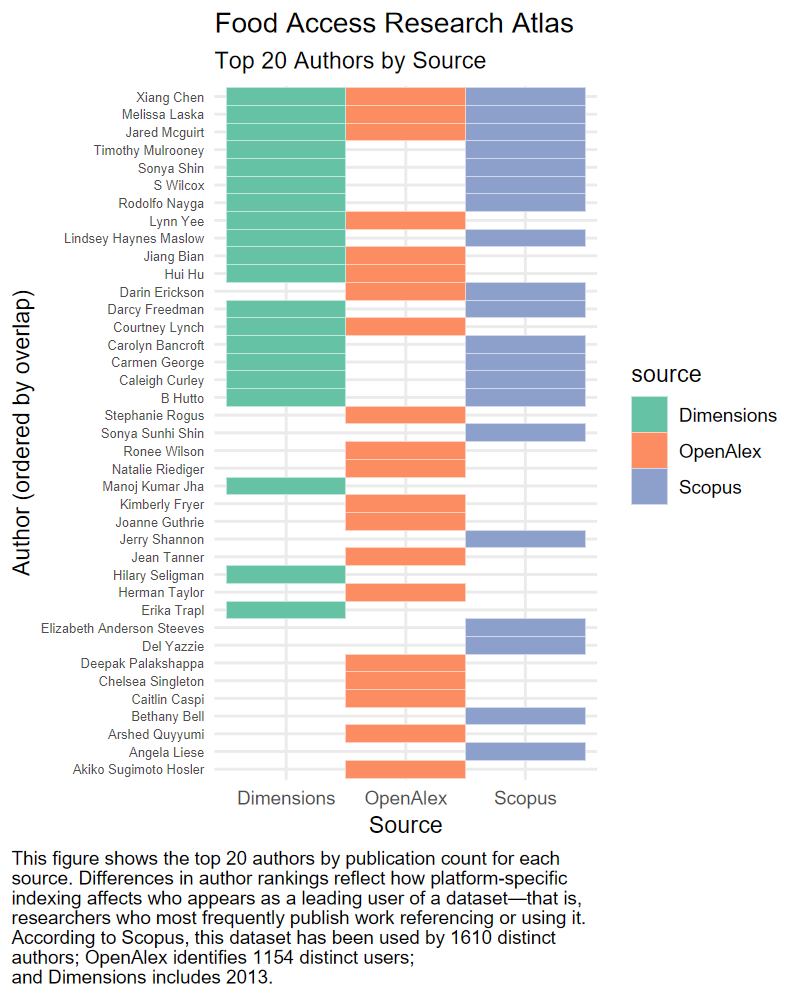 Food Access Research Atlas
Top 20 Authors by Source
Author (ordered by overlap)
Xiang Chen
Melissa Laska
Jared Mcguirt
Timothy Mulrooney
Sonya Shin
S Wilcox
Rodolfo Nayga
Lynn Yee
Lindsey Haynes Maslow
Jiang Bian
Hui Hu
Darin Erickson
Darcy Freedman
Courtney Lynch
Carolyn Bancroft
Carmen George
Caleigh Curley
B Hutto
Stephanie Rogus
Sonya Sunhi Shin
Ronee Wilson
Natalie Riediger
Manoj Kumar Jha
Kimberly Fryer
Joanne Guthrie
Jerry Shannon
Jean Tanner
Hilary Seligman
Herman Taylor
Erika Trapl
Elizabeth Anderson Steeves
Del Yazzie
Deepak Palakshappa
Chelsea Singleton
Caitlin Caspi
Bethany Bell
Arshed Quyyumi
Angela Liese
Akiko Sugimoto Hosler
Dimensions OpenAlex Scopus
Source
source
Dimensions
OpenAlex
Scopus
This figure shows the top 20 authors by publication count for each
source. Differences in author rankings reflect how platform-specific
indexing affects who appears as a leading user of a dataset—that is,
researchers who most frequently publish work referencing or using it.
According to Scopus, this dataset has been used by 1610 distinct
authors; OpenAlex identifies 1154 distinct users;
and Dimensions includes 2013.